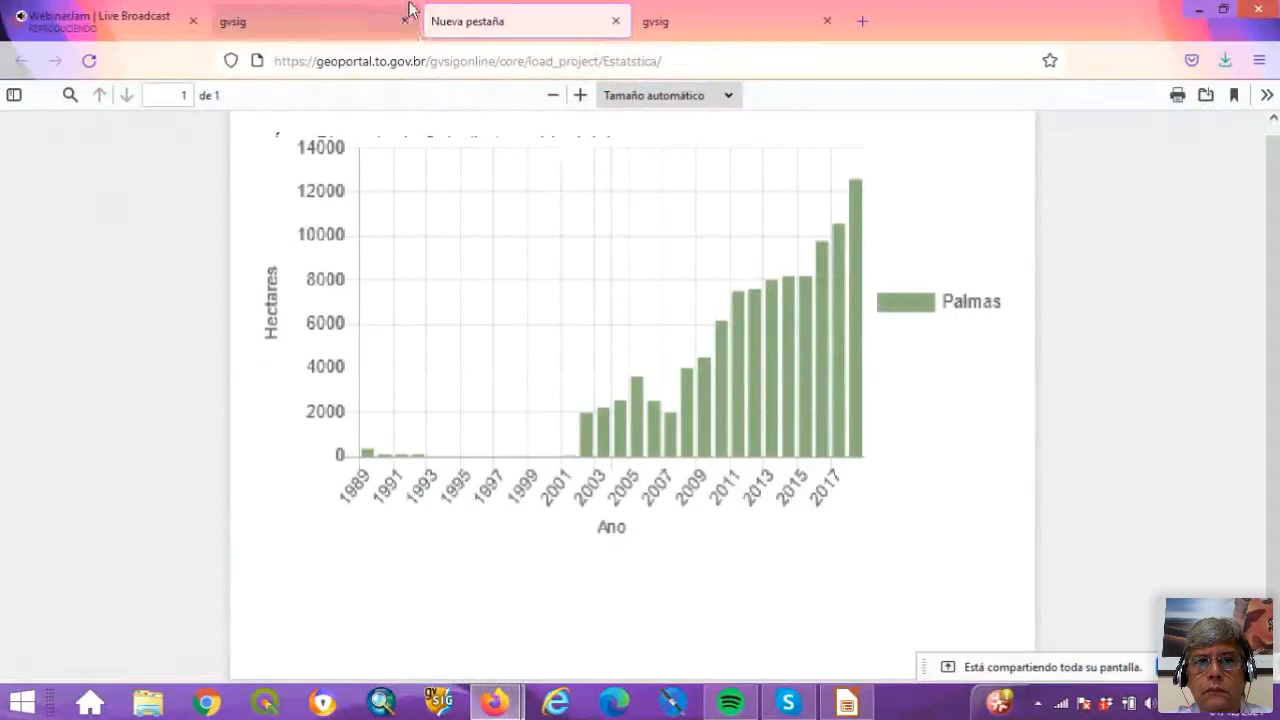 WebinarJam | Live Broadcast
REPRODUCIENDO
gvsig
Nueva pestaña
gvsig
https://geoportal.to.gov.br/gvsigonline/core/load_project/Estatstica/
1
de 1
Tamaño automático
14000
12000
10000
8000
6000
4000
2000
0
Hectares
1989
1991
1993
1995
1997
1999
2001
2003
2005
2007
2009
2011
2013
2015
2017
Ano
Palmas
Está compartiendo toda su pantalla.
gv
SIG